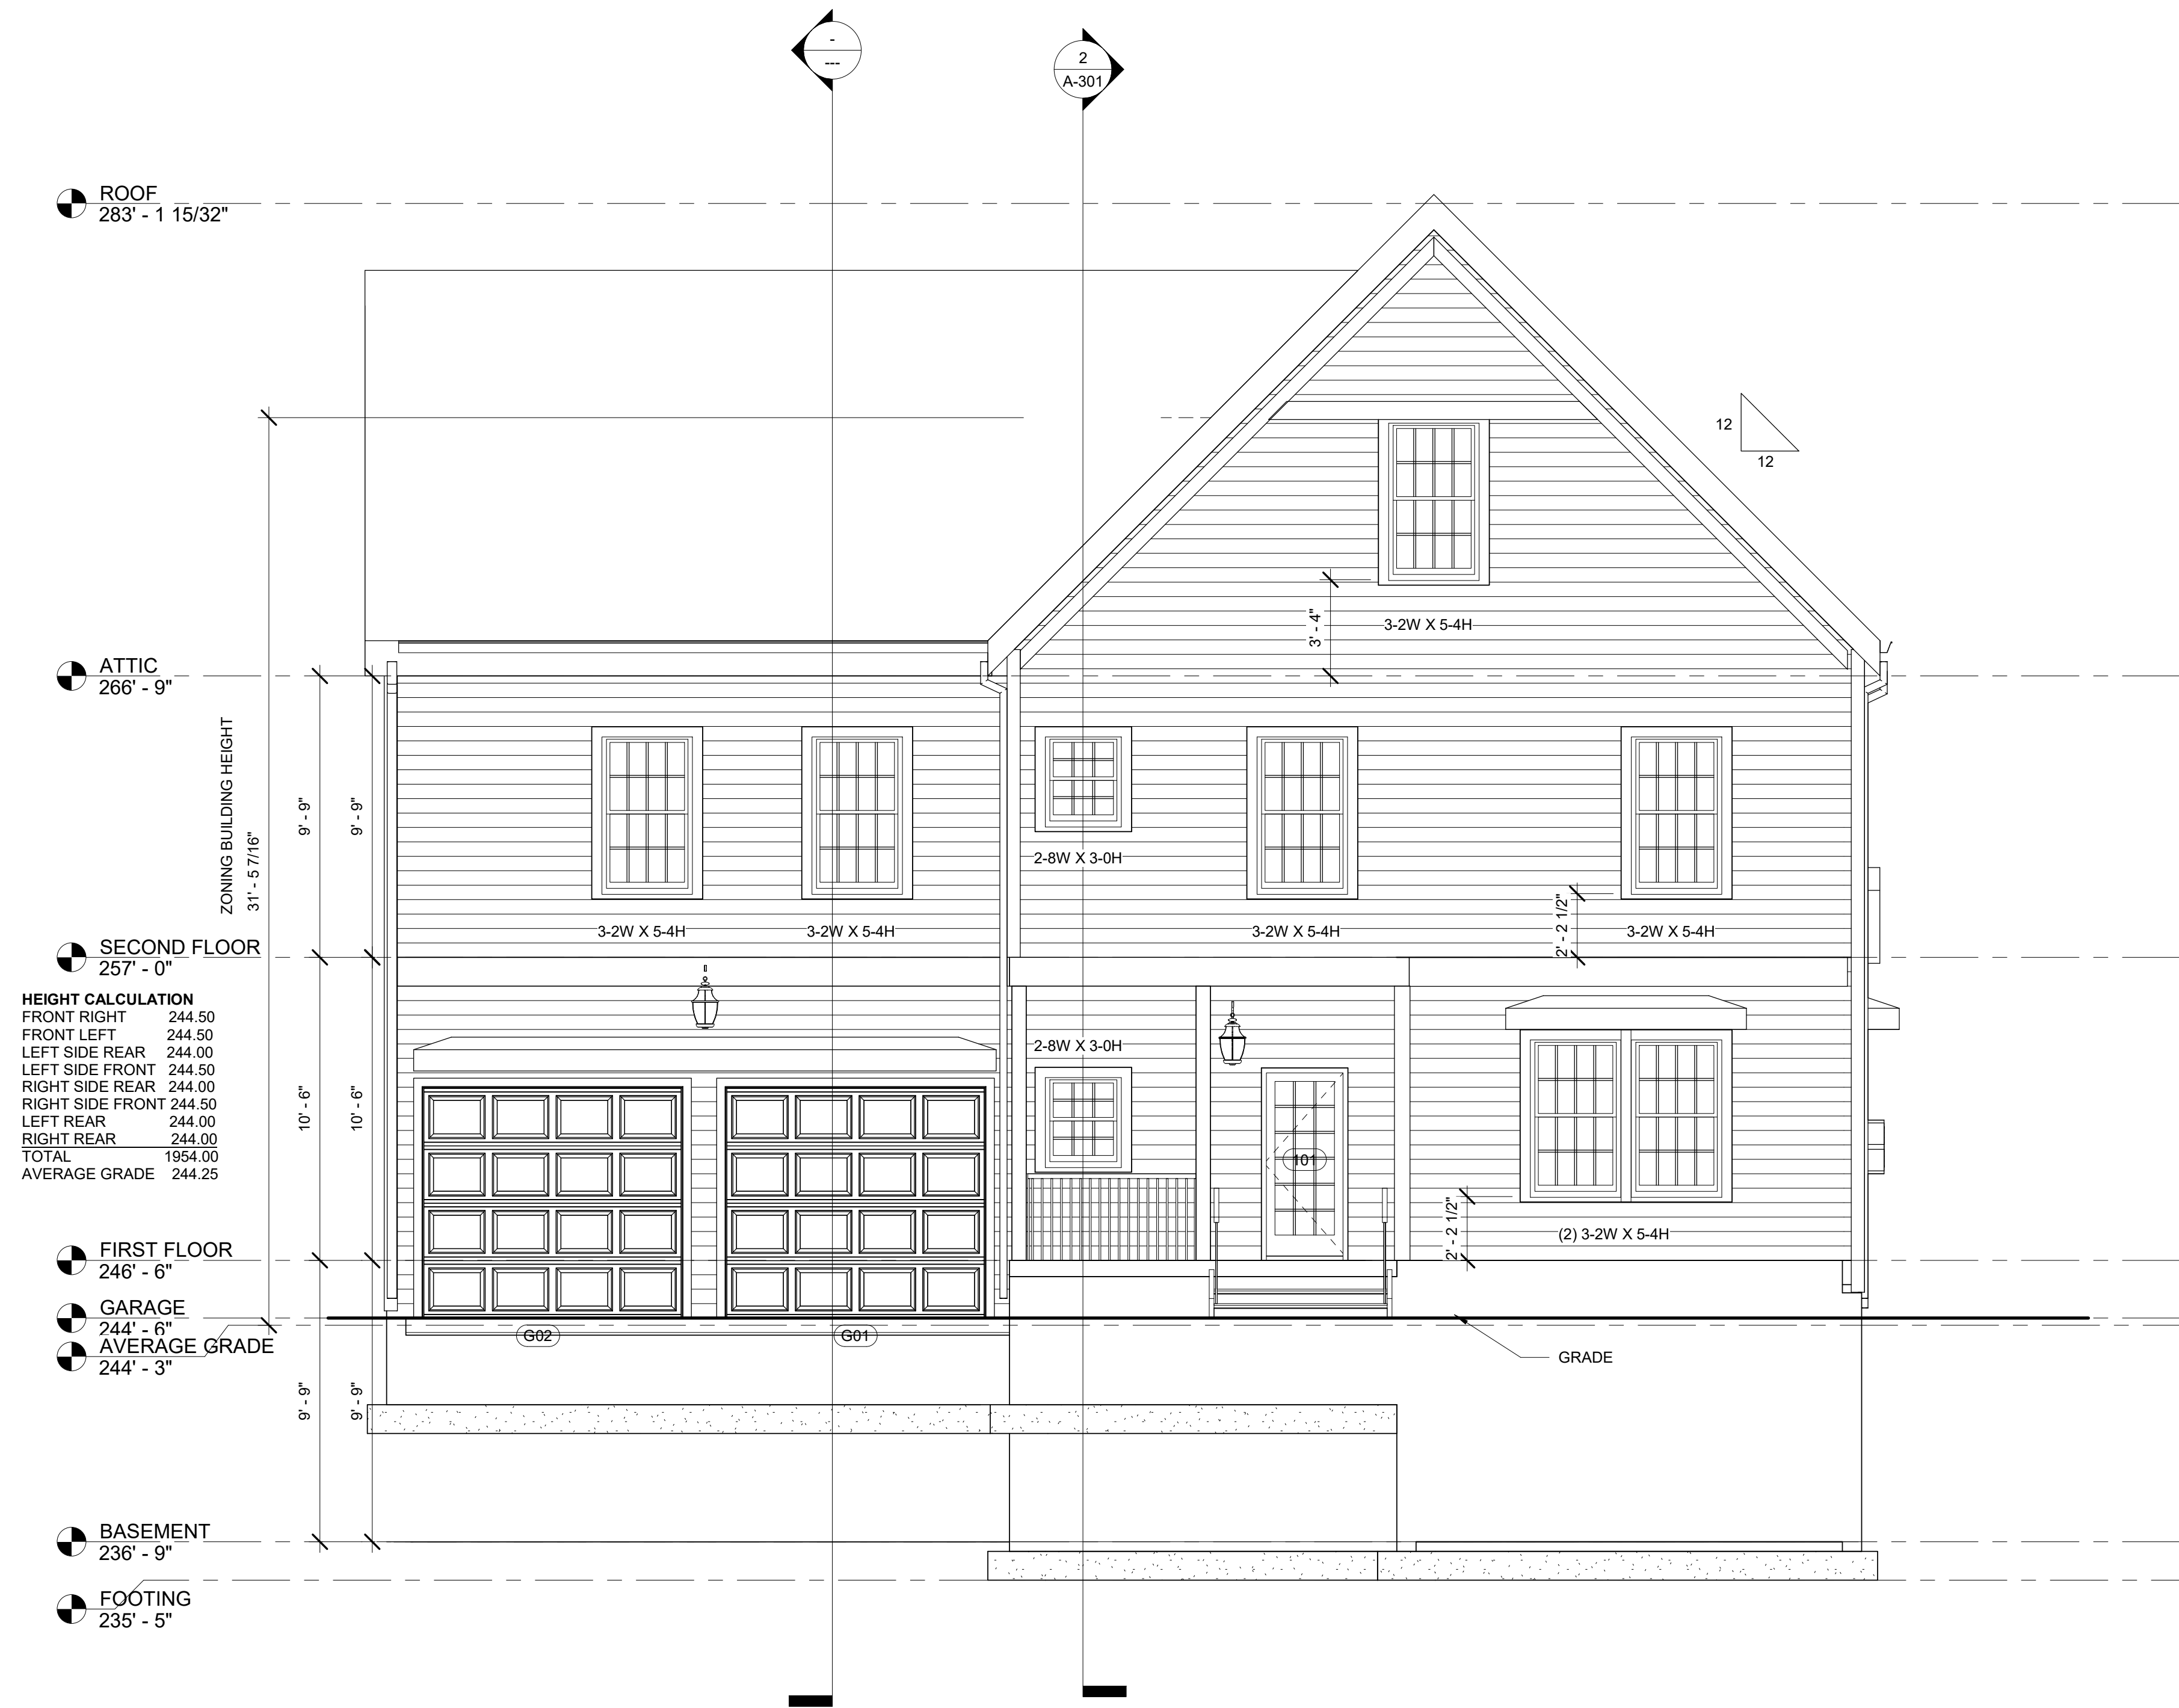 -
---
2
A-301
ROOF
283' - 1 15/32"
12
12
3' - 4"
3-2W X 5-4H
ATTIC
266' - 9"
ZONING BUILDING HEIGHT
31' - 5 7/16"
9' - 9"
9' - 9"
2-8W X 3-0H
3-2W X 5-4H
3-2W X 5-4H
3-2W X 5-4H
2' - 2 1/2"
3-2W X 5-4H
SECOND FLOOR
257' - 0"
HEIGHT CALCULATION
FRONT RIGHT 244.50
FRONT LEFT 244.50
LEFT SIDE REAR 244.00
LEFT SIDE FRONT 244.50
RIGHT SIDE REAR 244.00
RIGHT SIDE FRONT 244.50
LEFT REAR 244.00
RIGHT REAR 244.00
TOTAL 1954.00
AVERAGE GRADE 244.25
10' - 6"
10' - 6"
2-8W X 3-0H
101
2' - 2 1/2"
(2) 3-2W X 5-4H
FIRST FLOOR
246' - 6"
GARAGE
244' - 6"
AVERAGE GRADE
244' - 3"
G02
G01
GRADE
9' - 9"
9' - 9"
BASEMENT
236' - 9"
FOOTING
235' - 5"